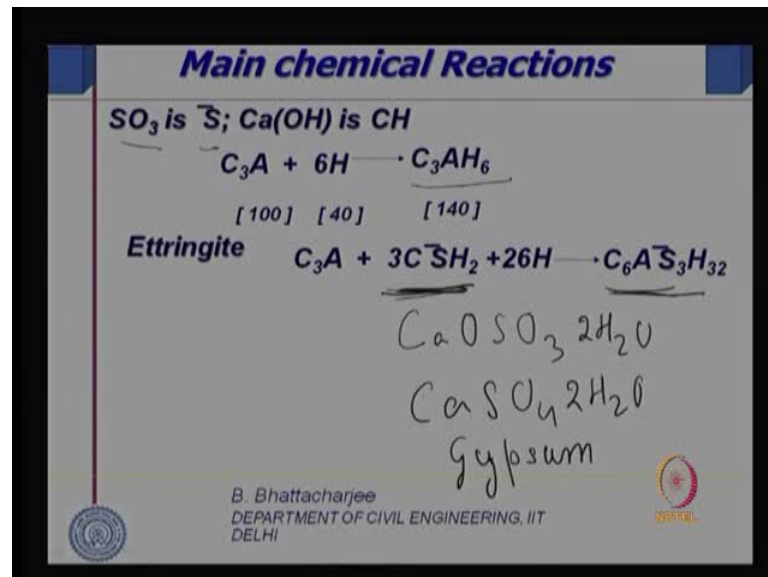 Main chemical Reactions
SO₃ is S̅; Ca(OH) is CH
C₃A + 6H → C₃AH₆
[100] [40] [140]
Ettringite C₃A + 3CS̅H₂ +26H → C₆AS̅₃H₃₂
CaOSO₃ 2H₂O
CaSO₄ 2H₂O
Gypsum
B. Bhattacharjee
DEPARTMENT OF CIVIL ENGINEERING, IIT
DELHI
NPTEL